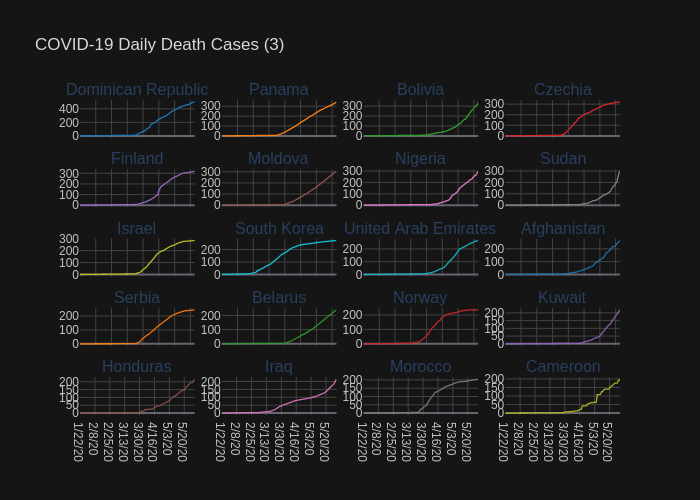 COVID-19 Daily Death Cases (3)
Dominican Republic Panama Bolivia Czechia
400 200 0 300 200 100 0 300 200 100 0 300 200 100 0
Finland Moldova Nigeria Sudan
300 200 100 0 300 200 100 0 300 200 100 0 300 200 100 0
Israel South Korea United Arab Emirates Afghanistan
300 200 100 0 200 100 0 200 100 0 200 100 0
Serbia Belarus Norway Kuwait
200 100 0 200 100 0 200 100 0 200 150 100 50 0
Honduras Iraq Morocco Cameroon
200 150 100 50 0 200 150 100 50 0 200 150 100 50 0 200 150 100 50 0
1/22/20 2/8/20 2/25/20 3/13/20 3/30/20 4/16/20 5/3/20 5/20/20 1/22/20 2/8/20 2/25/20 3/13/20 3/30/20 4/16/20 5/3/20 5/20/20 1/22/20 2/8/20 2/25/20 3/13/20 3/30/20 4/16/20 5/3/20 5/20/20 1/22/20 2/8/20 2/25/20 3/13/20 3/30/20 4/16/20 5/3/20 5/20/20